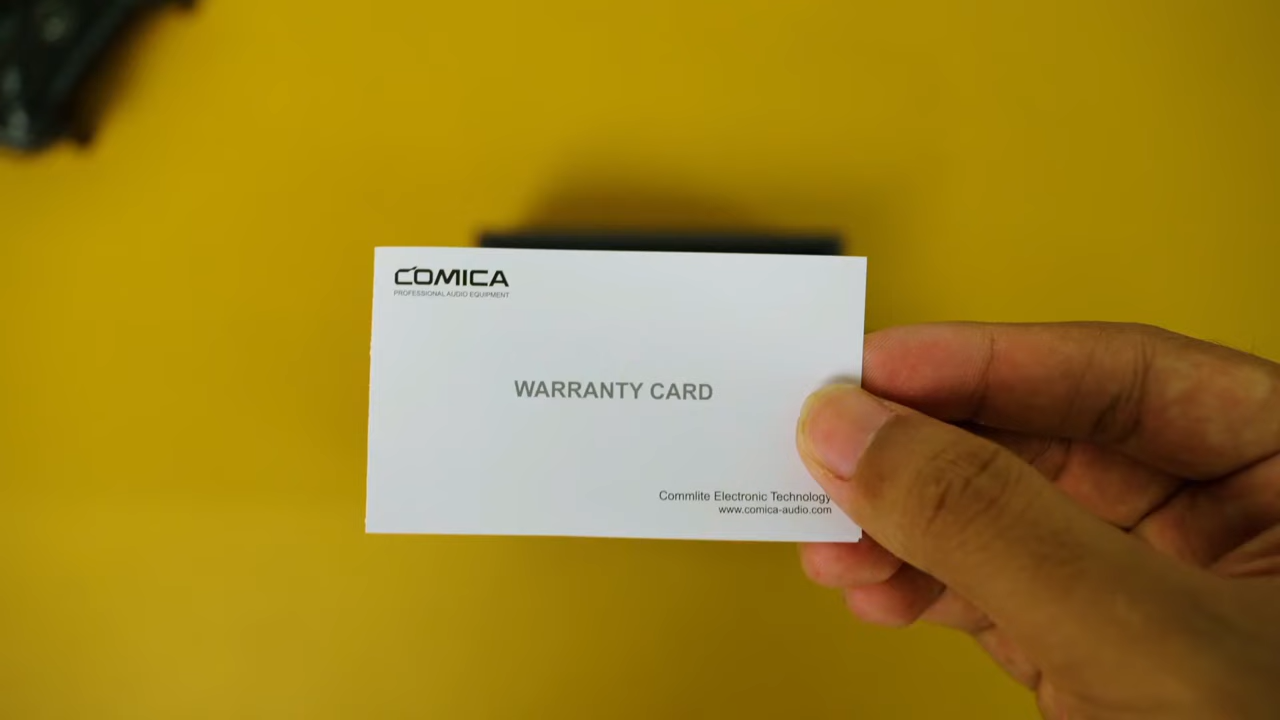 COMICA
PROFESSIONAL AUDIO EQUIPMENT
WARRANTY CARD
Commlite Electronic Technology
www.comica-audio.com